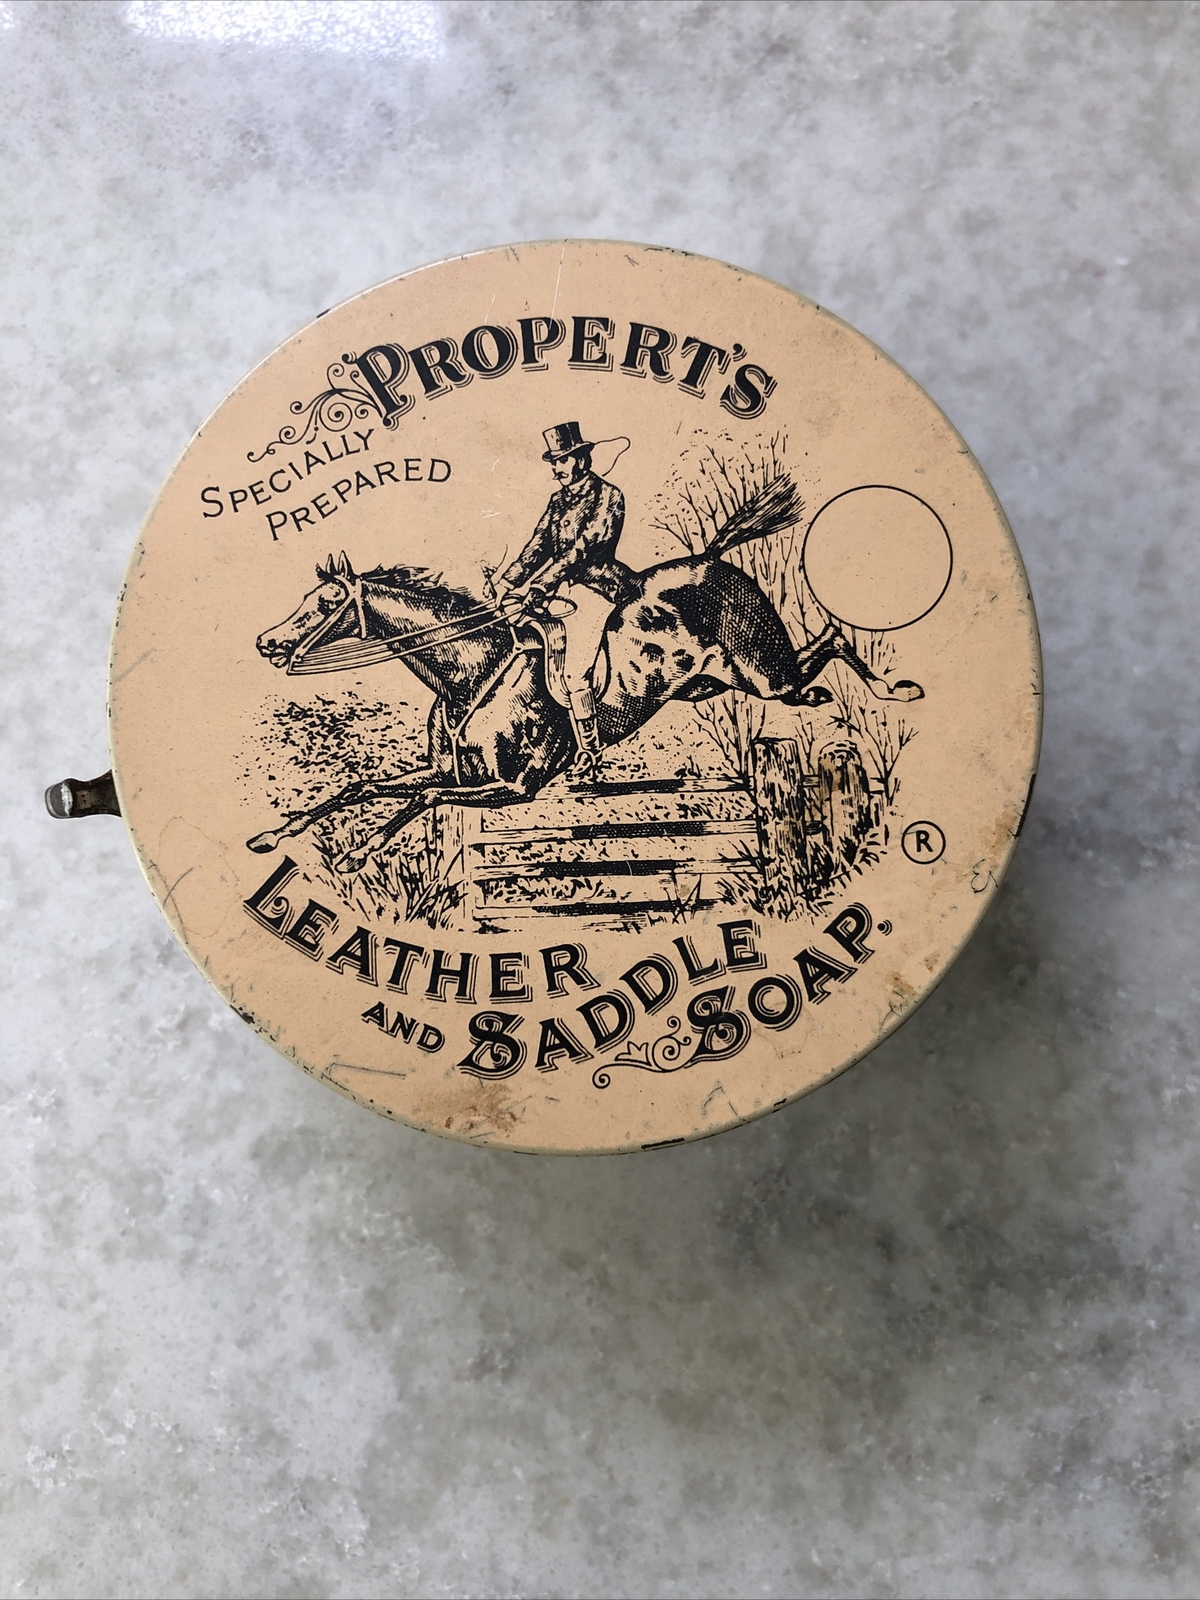 PROPERT'S
SPECIALLY
PREPARED
®
LEATHER
AND SADDLE
SOAP.